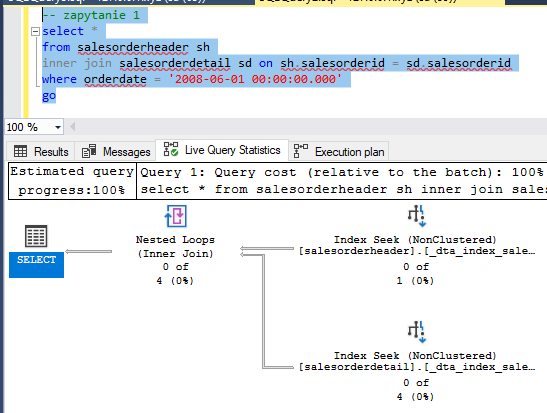 -- zapytanie 1
select *
from salesorderheader sh
inner join salesorderdetail sd on sh.salesorderid = sd.salesorderid
where orderdate = '2008-06-01 00:00:00.000'
go
100 %
Results Messages Live Query Statistics Execution plan
Estimated query Query 1: Query cost (relative to the batch): 100%
progress:100% select * from salesorderheader sh inner join sales
SELECT
Nested Loops
(Inner Join)
0 of
4 (0%)
Index Seek (NonClustered)
[salesorderheader].[_dta_index_sale…
0 of
1 (0%)
Index Seek (NonClustered)
[salesorderdetail].[_dta_index_sale…
0 of
4 (0%)